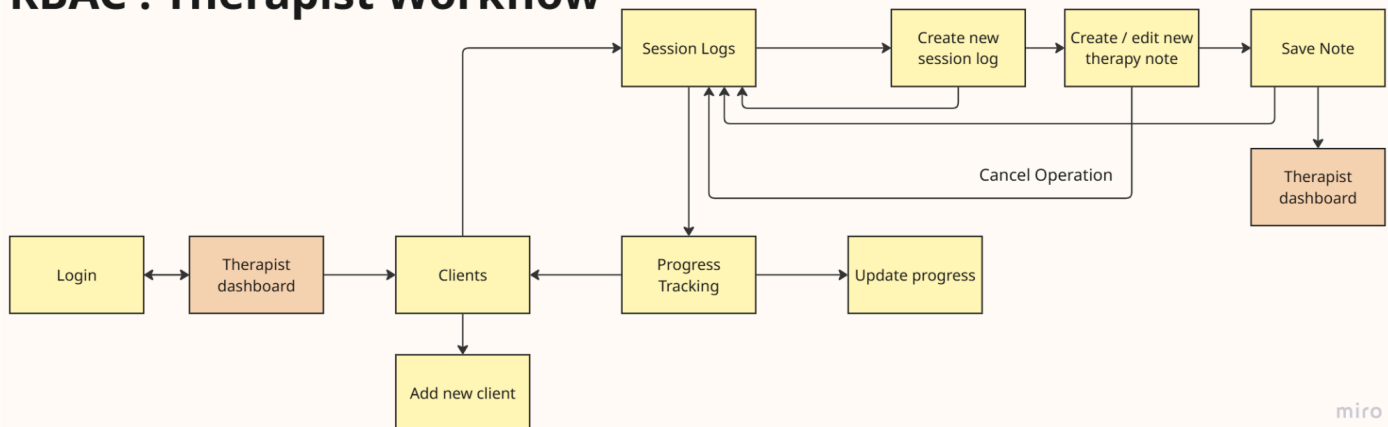 RBAC : Therapist Workflow
Session Logs
Create new
session log
Create / edit new
therapy note
Save Note
Cancel Operation
Therapist
dashboard
Login
Therapist
dashboard
Clients
Progress
Tracking
Update progress
Add new client
miro